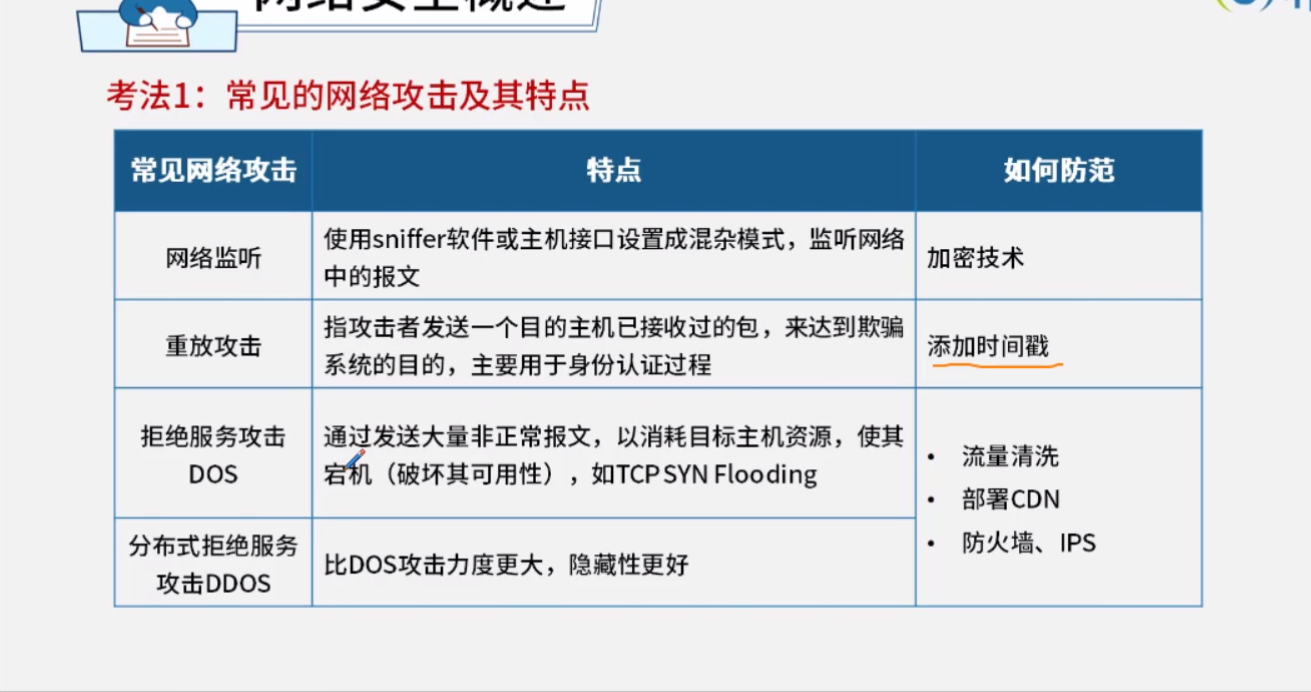 网络安全概述
考法1：常见的网络攻击及其特点
常见网络攻击
特点
如何防范
网络监听
使用sniffer软件或主机接口设置成混杂模式，监听网络
中的报文
加密技术
重放攻击
指攻击者发送一个目的主机已接收过的包，来达到欺骗
系统的目的，主要用于身份认证过程
添加时间戳
拒绝服务攻击
DOS
通过发送大量非正常报文，以消耗目标主机资源，使其
宕机（破坏其可用性），如TCP SYN Flooding
• 流量清洗
• 部署CDN
• 防火墙、IPS
分布式拒绝服务
攻击DDOS
比DOS攻击力度更大，隐藏性更好